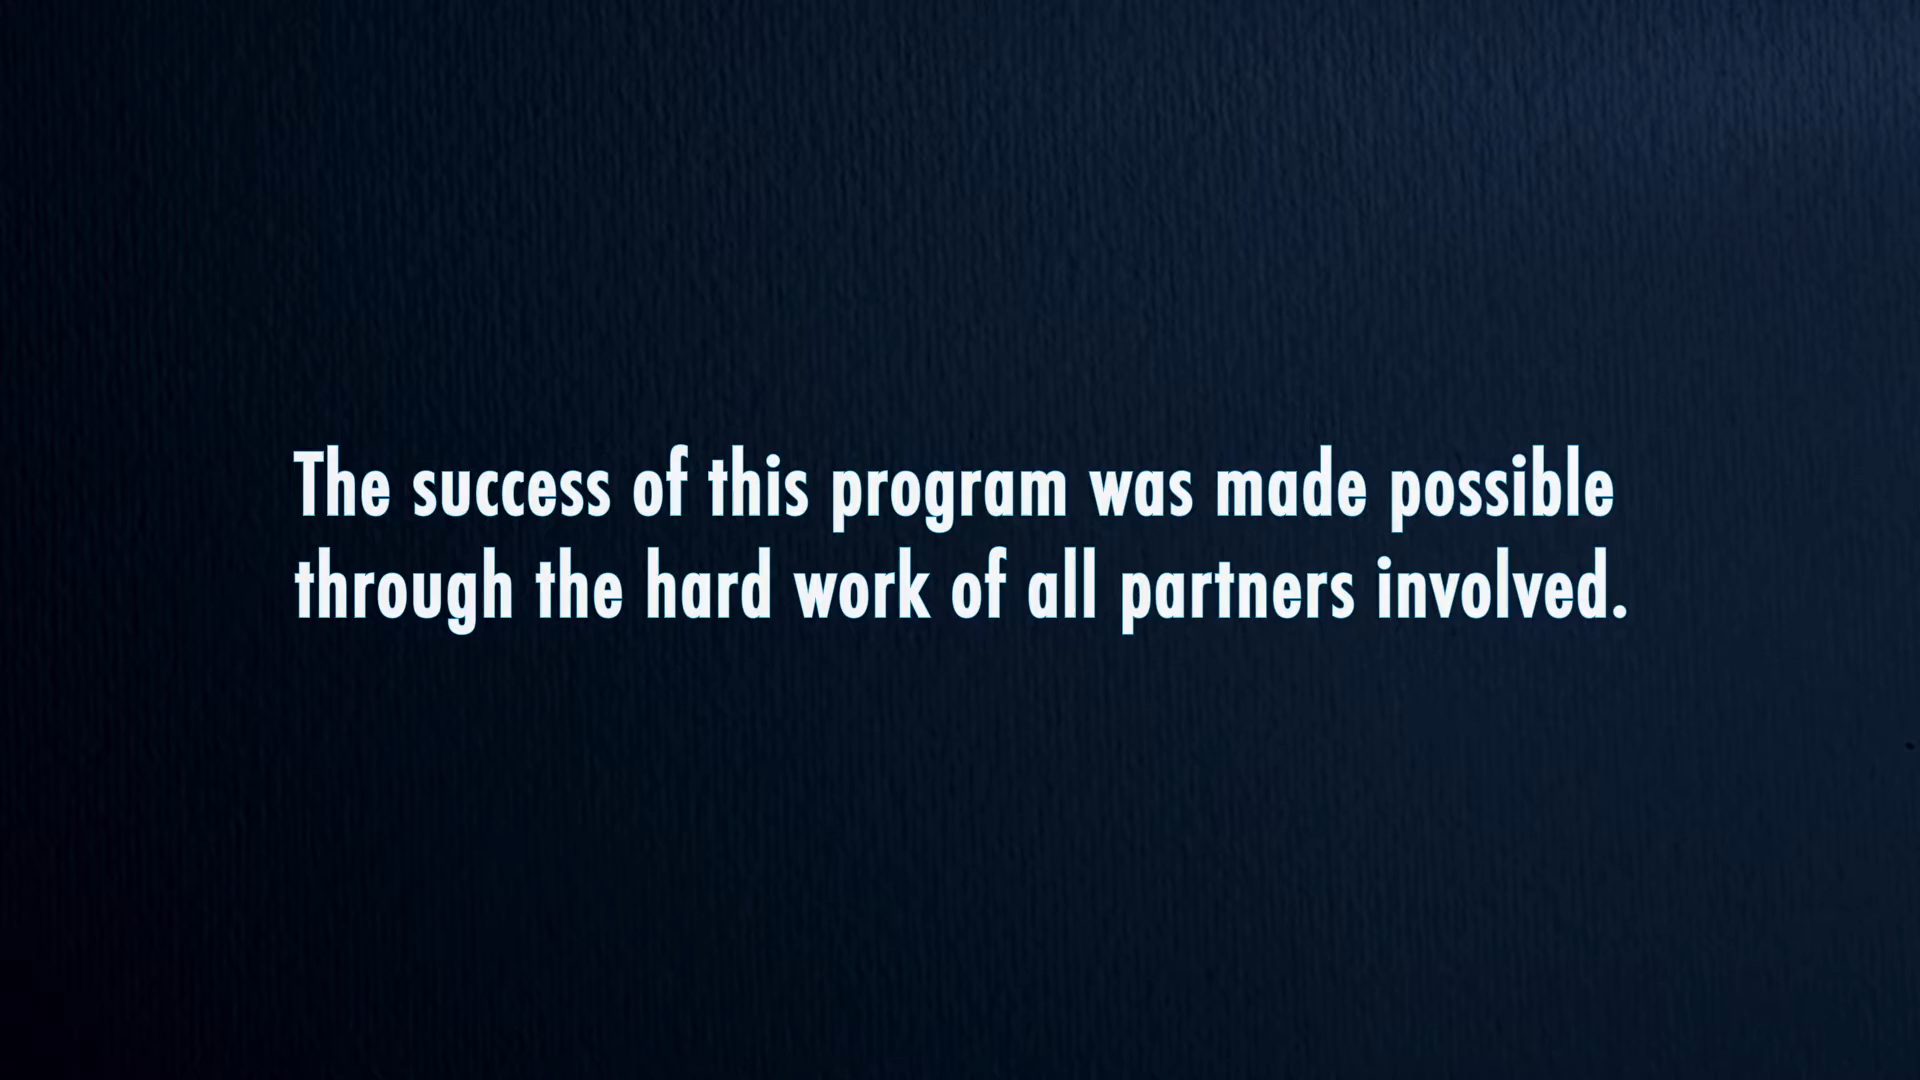 The success of this program was made possible
through the hard work of all partners involved.